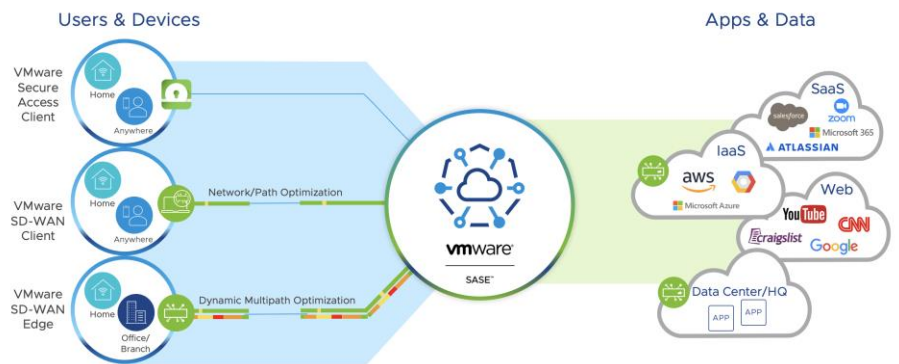 Users & Devices
Apps & Data
VMware
Secure
Access
Client
Home
Anywhere
VMware
SD-WAN
Client
Home
Anywhere
Network/Path Optimization
VMware
SD-WAN
Edge
Home
Office/
Branch
Dynamic Multipath Optimization
vmware®
SASE™
SaaS
salesforce
zoom
Microsoft 365
ATLASSIAN
IaaS
aws
Microsoft Azure
Web
YouTube
CNN
craigslist
Google
Data Center/HQ
APP
APP